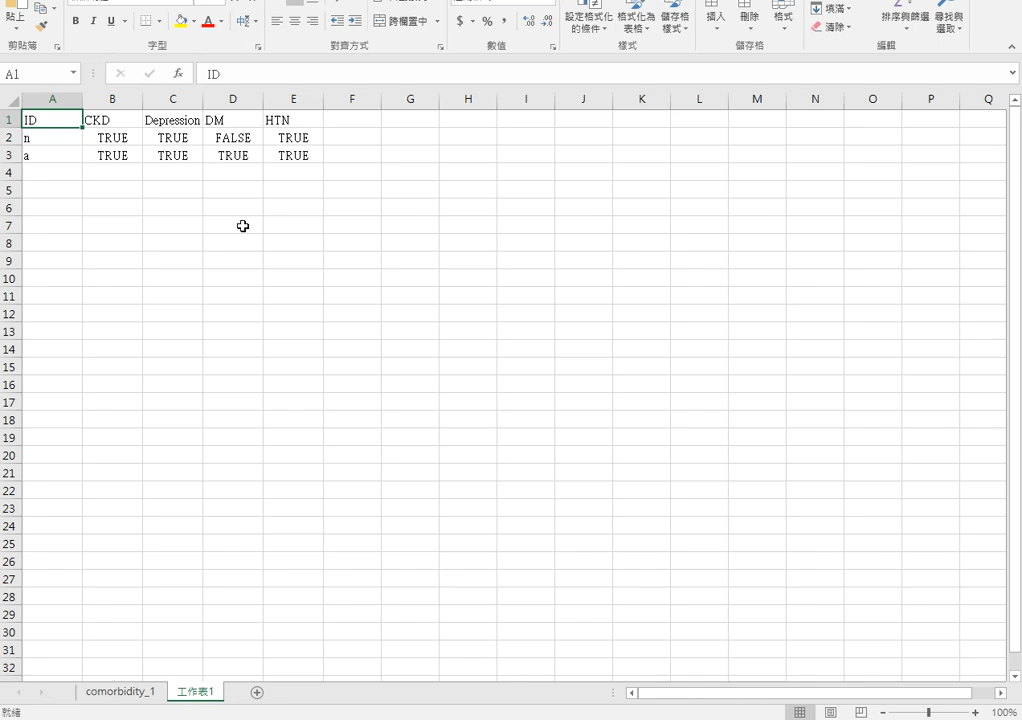 貼上
B I U A 中 跨欄置中 $ % , .00 .0 設定格式化 格式化為 儲存格 插入 刪除 格式 填滿 排序與篩選 尋找與
的條件 表格 樣式 清除 選取
剪貼簿 字型 對齊方式 數值 樣式 儲存格 編輯
A1 fx ID
A B C D E F G H I J K L M N O P Q
1 ID CKD Depression DM HTN
2 n TRUE TRUE FALSE TRUE
3 a TRUE TRUE TRUE TRUE
4
5
6
7
8
9
10
11
12
13
14
15
16
17
18
19
20
21
22
23
24
25
26
27
28
29
30
31
32
comorbidity_1 工作表1
就緒 100%